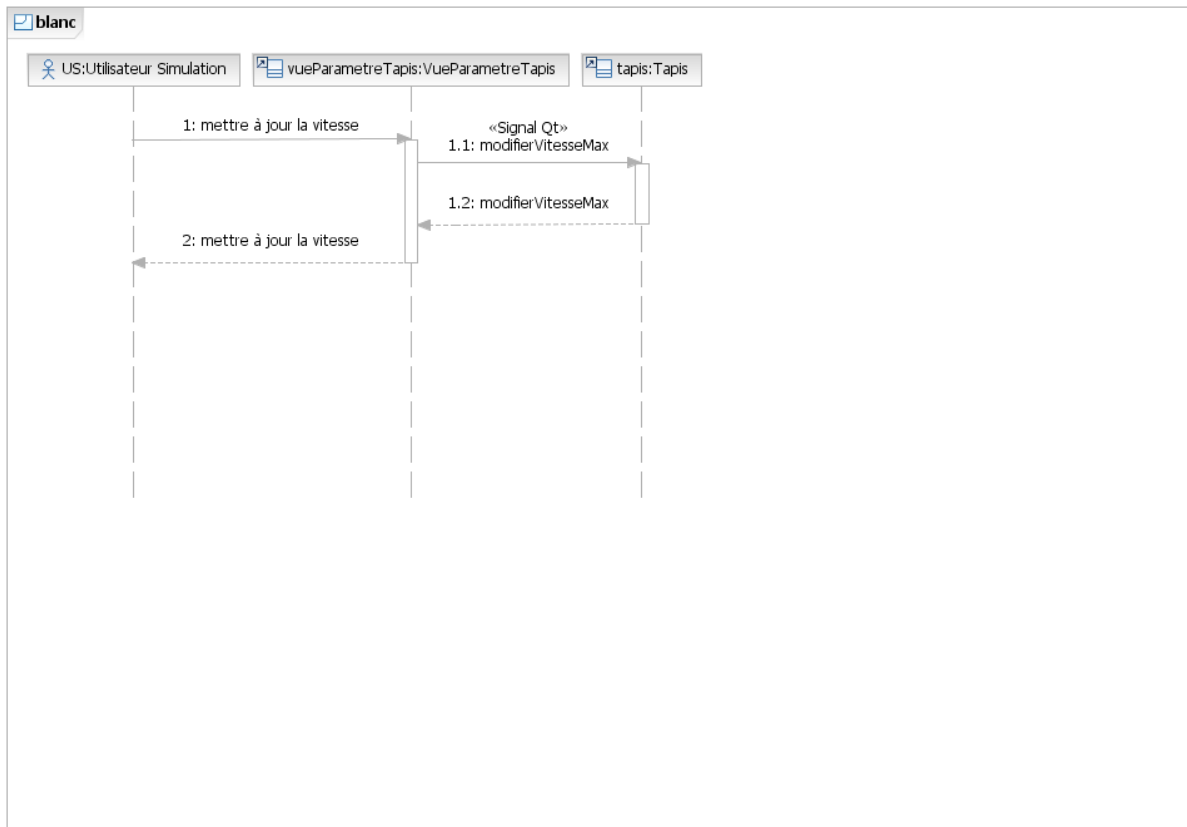 blanc
US:Utilisateur Simulation
vueParametreTapis:VueParametreTapis
tapis:Tapis
1: mettre à jour la vitesse
«Signal Qt»
1.1: modifierVitesseMax
1.2: modifierVitesseMax
2: mettre à jour la vitesse